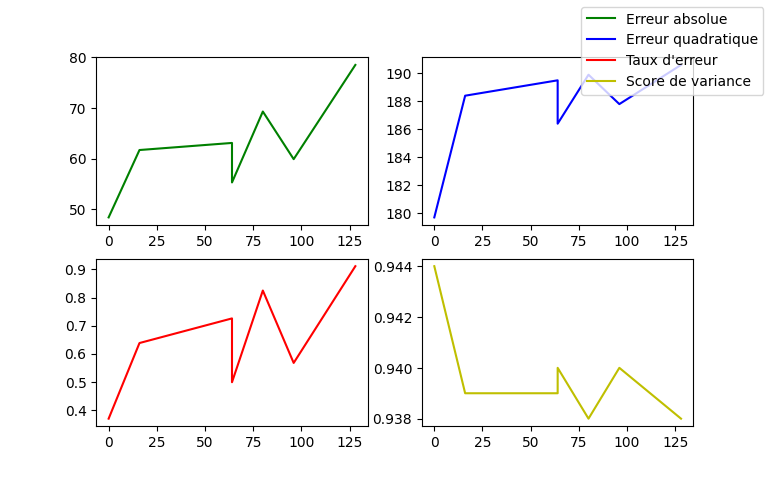 Erreur absolue
Erreur quadratique
Taux d'erreur
Score de variance
80
70
60
50
0 25 50 75 100 125
190
188
186
184
182
180
0 25 50 75 100 125
0.9
0.8
0.7
0.6
0.5
0.4
0 25 50 75 100 125
0.944
0.942
0.940
0.938
0 25 50 75 100 125